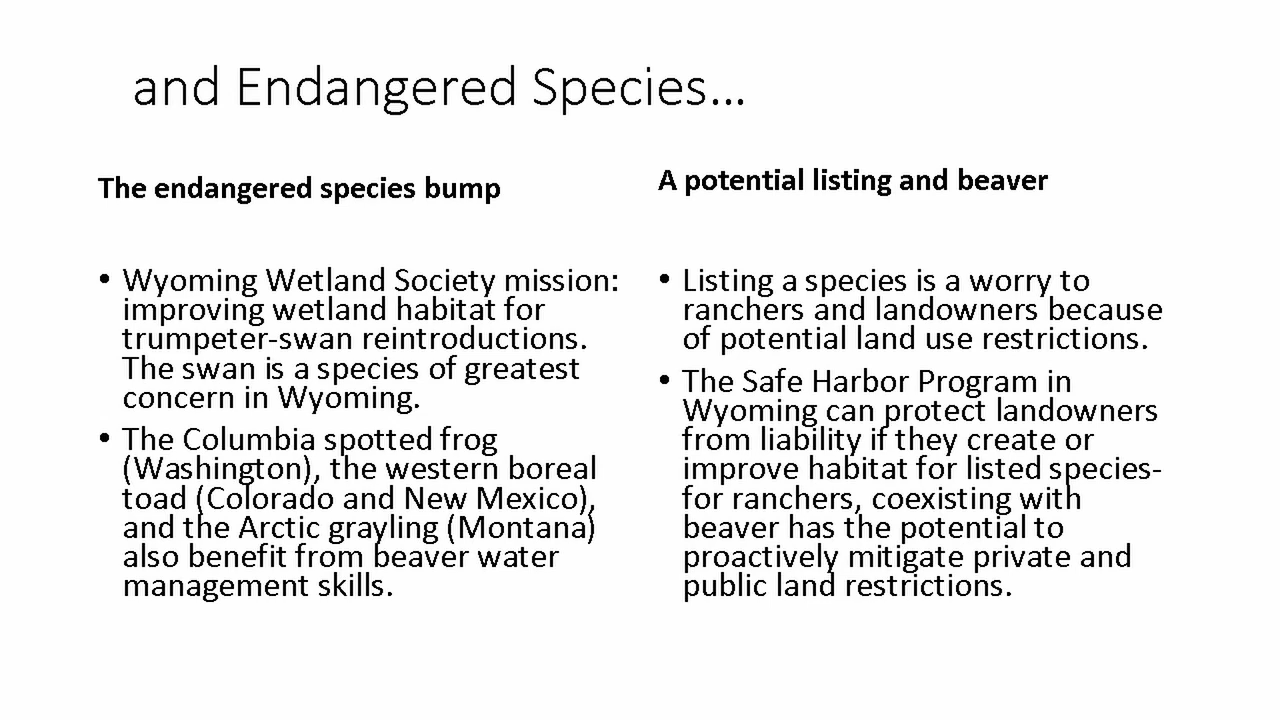 and Endangered Species...
The endangered species bump
• Wyoming Wetland Society mission:
improving wetland habitat for
trumpeter-swan reintroductions.
The swan is a species of greatest
concern in Wyoming.
• The Columbia spotted frog
(Washington), the western boreal
toad (Colorado and New Mexico),
and the Arctic grayling (Montana)
also benefit from beaver water
management skills.
A potential listing and beaver
• Listing a species is a worry to
ranchers and landowners because
of potential land use restrictions.
• The Safe Harbor Program in
Wyoming can protect landowners
from liability if they create or
improve habitat for listed species-
for ranchers, coexisting with
beaver has the potential to
proactively mitigate private and
public land restrictions.